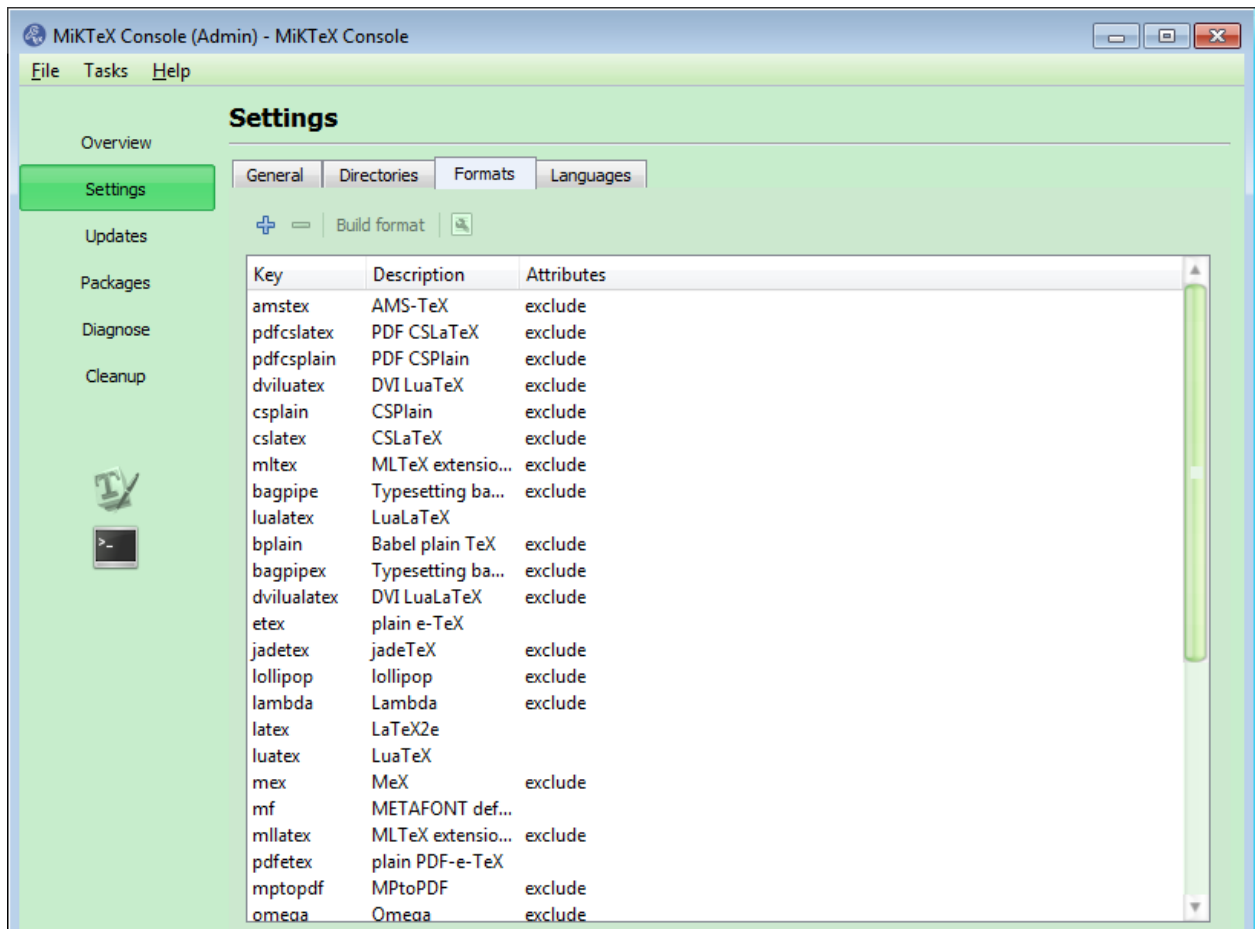 MiKTeX Console (Admin) - MiKTeX Console
File Tasks Help
Settings
Overview
Settings
Updates
Packages
Diagnose
Cleanup
General Directories Formats Languages
Build format
Key Description Attributes
amstex AMS-TeX exclude
pdfcslatex PDF CSLaTeX exclude
pdfcsplain PDF CSPlain exclude
dviluatex DVI LuaTeX exclude
csplain CSPlain exclude
cslatex CSLaTeX exclude
mltex MLTeX extensio... exclude
bagpipe Typesetting ba... exclude
lualatex LuaLaTeX
bplain Babel plain TeX exclude
bagpipex Typesetting ba... exclude
dvilualatex DVI LuaLaTeX exclude
etex plain e-TeX
jadetex jadeTeX exclude
lollipop lollipop exclude
lambda Lambda exclude
latex LaTeX2e
luatex LuaTeX
mex MeX exclude
mf METAFONT def...
mllatex MLTeX extensio... exclude
pdfetex plain PDF-e-TeX
mptopdf MPtoPDF exclude
omega Omega exclude